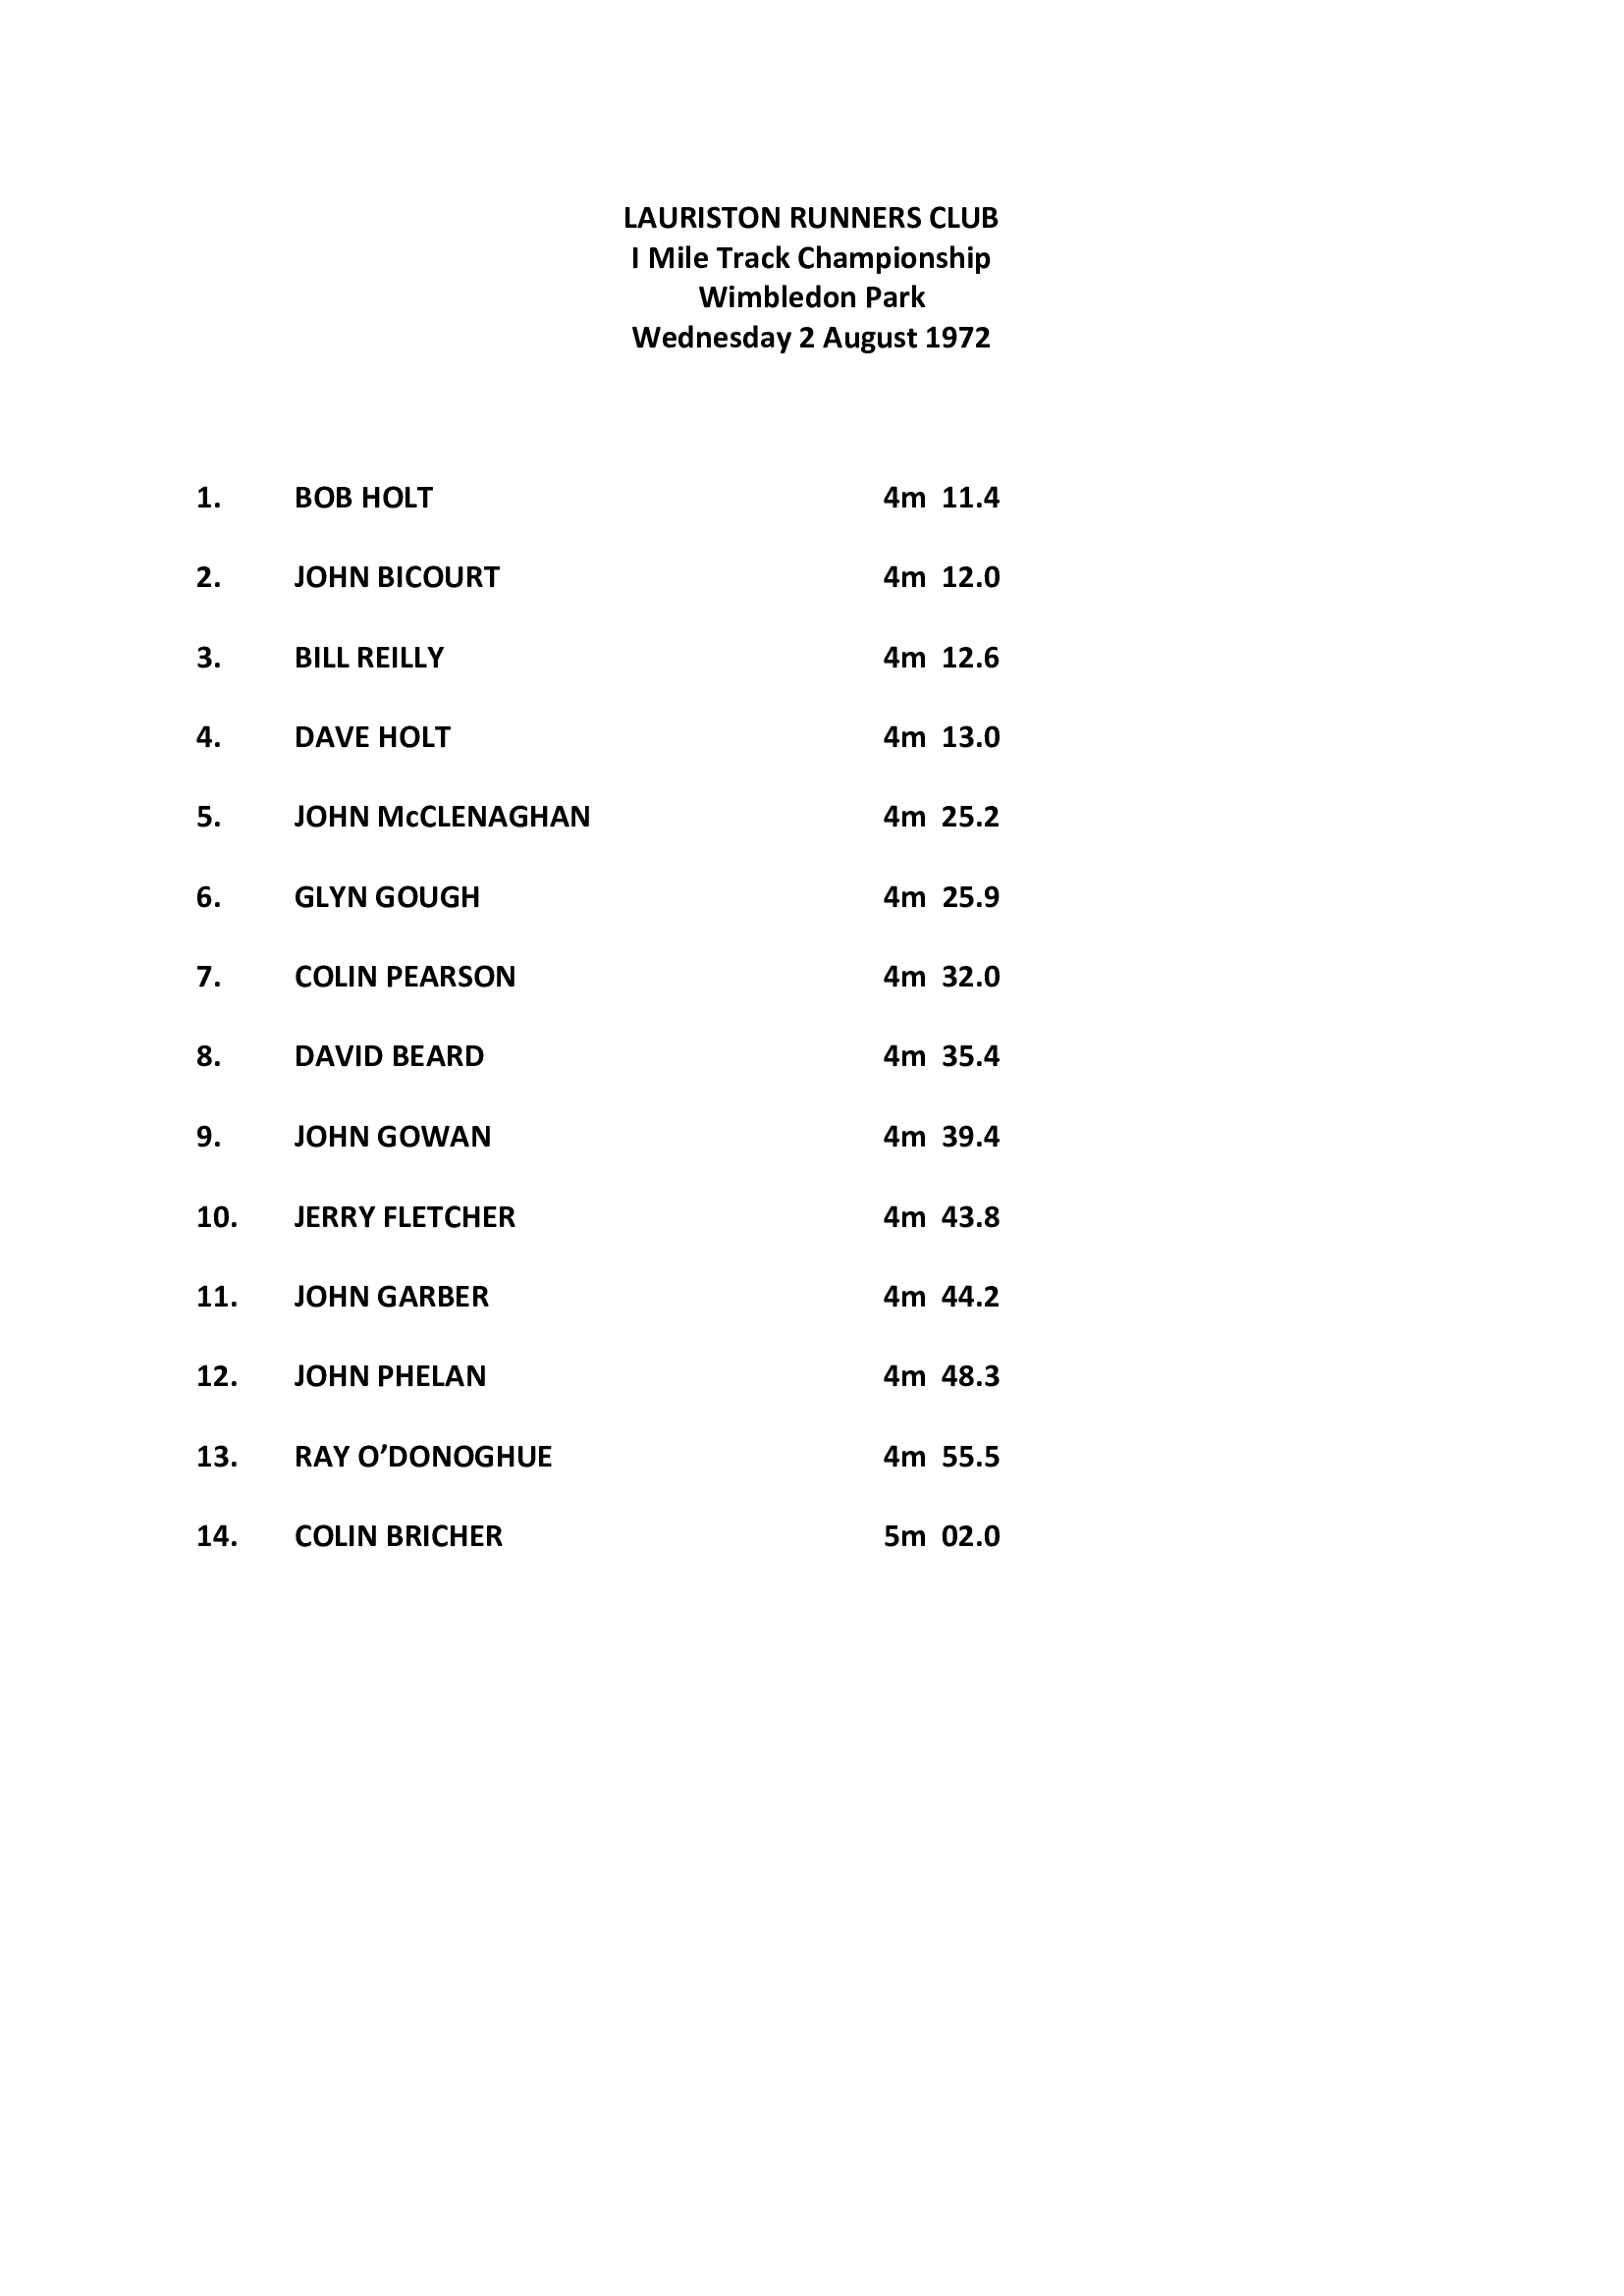 LAURISTON RUNNERS CLUB
I Mile Track Championship
Wimbledon Park
Wednesday 2 August 1972
1. BOB HOLT 4m 11.4
2. JOHN BICOURT 4m 12.0
3. BILL REILLY 4m 12.6
4. DAVE HOLT 4m 13.0
5. JOHN McCLENAGHAN 4m 25.2
6. GLYN GOUGH 4m 25.9
7. COLIN PEARSON 4m 32.0
8. DAVID BEARD 4m 35.4
9. JOHN GOWAN 4m 39.4
10. JERRY FLETCHER 4m 43.8
11. JOHN GARBER 4m 44.2
12. JOHN PHELAN 4m 48.3
13. RAY O’DONOGHUE 4m 55.5
14. COLIN BRICHER 5m 02.0